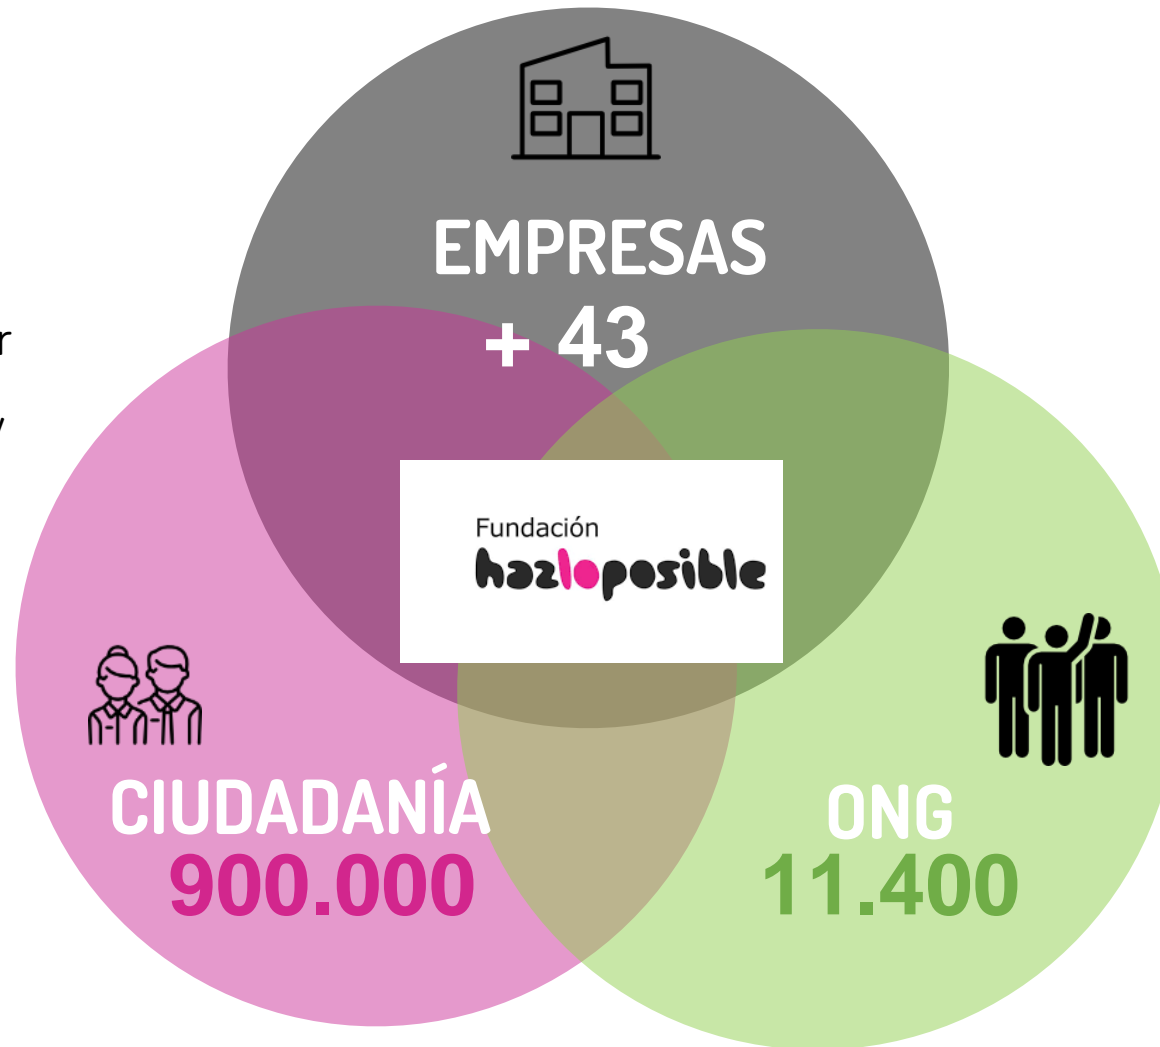 EMPRESAS
+ 43
r
y
Fundación
hazloposible
CIUDADANÍA
900.000
ONG
11.400